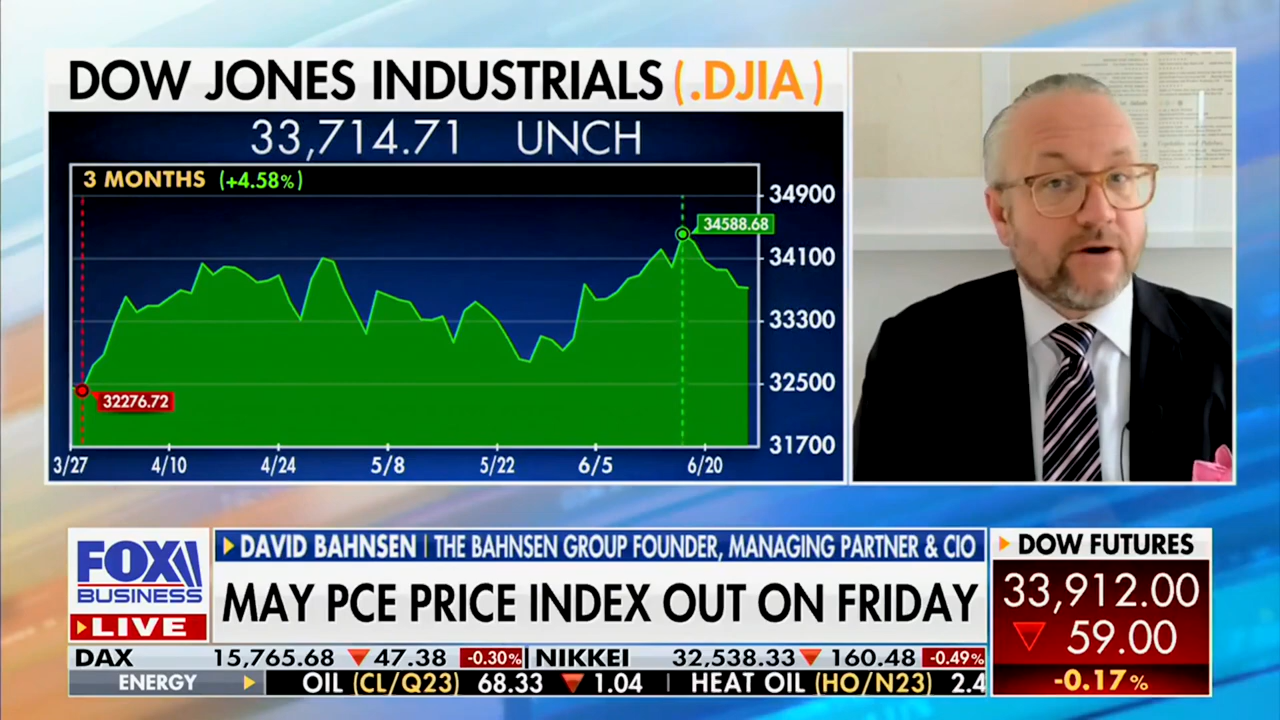 DOW JONES INDUSTRIALS (.DJIA)
33,714.71 UNCH
3 MONTHS (+4.58%)
34900
34588.68
34100
33300
32500
32276.72
31700
3/27 4/10 4/24 5/8 5/22 6/5 6/20
FOX
BUSINESS
LIVE
DAVID BAHNSEN | THE BAHNSEN GROUP FOUNDER, MANAGING PARTNER & CIO
MAY PCE PRICE INDEX OUT ON FRIDAY
DOW FUTURES
33,912.00
59.00
-0.17%
DAX 15,765.68 47.38 -0.30% NIKKEI 32,538.33 160.48 -0.49%
ENERGY OIL (CL/Q23) 68.33 1.04 | HEAT OIL (HO/N23) 2.4